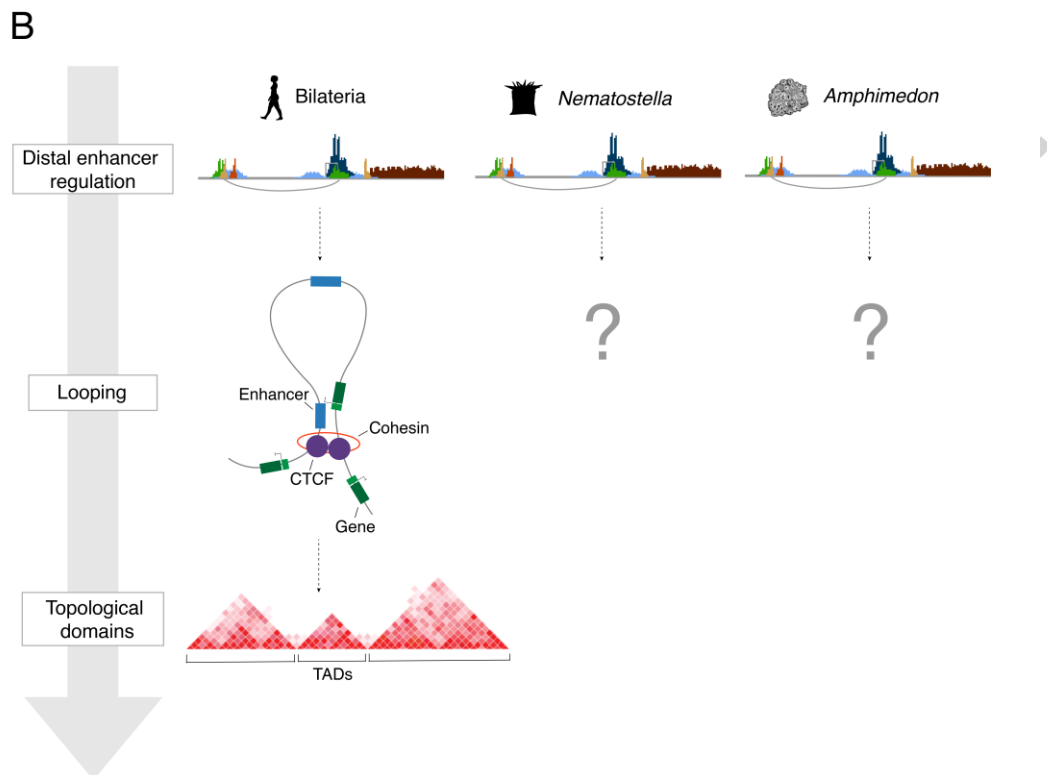 B
Bilateria
Nematostella
Amphimedon
Distal enhancer
regulation
?
?
Looping
Enhancer
Cohesin
CTCF
Gene
Topological
domains
TADs